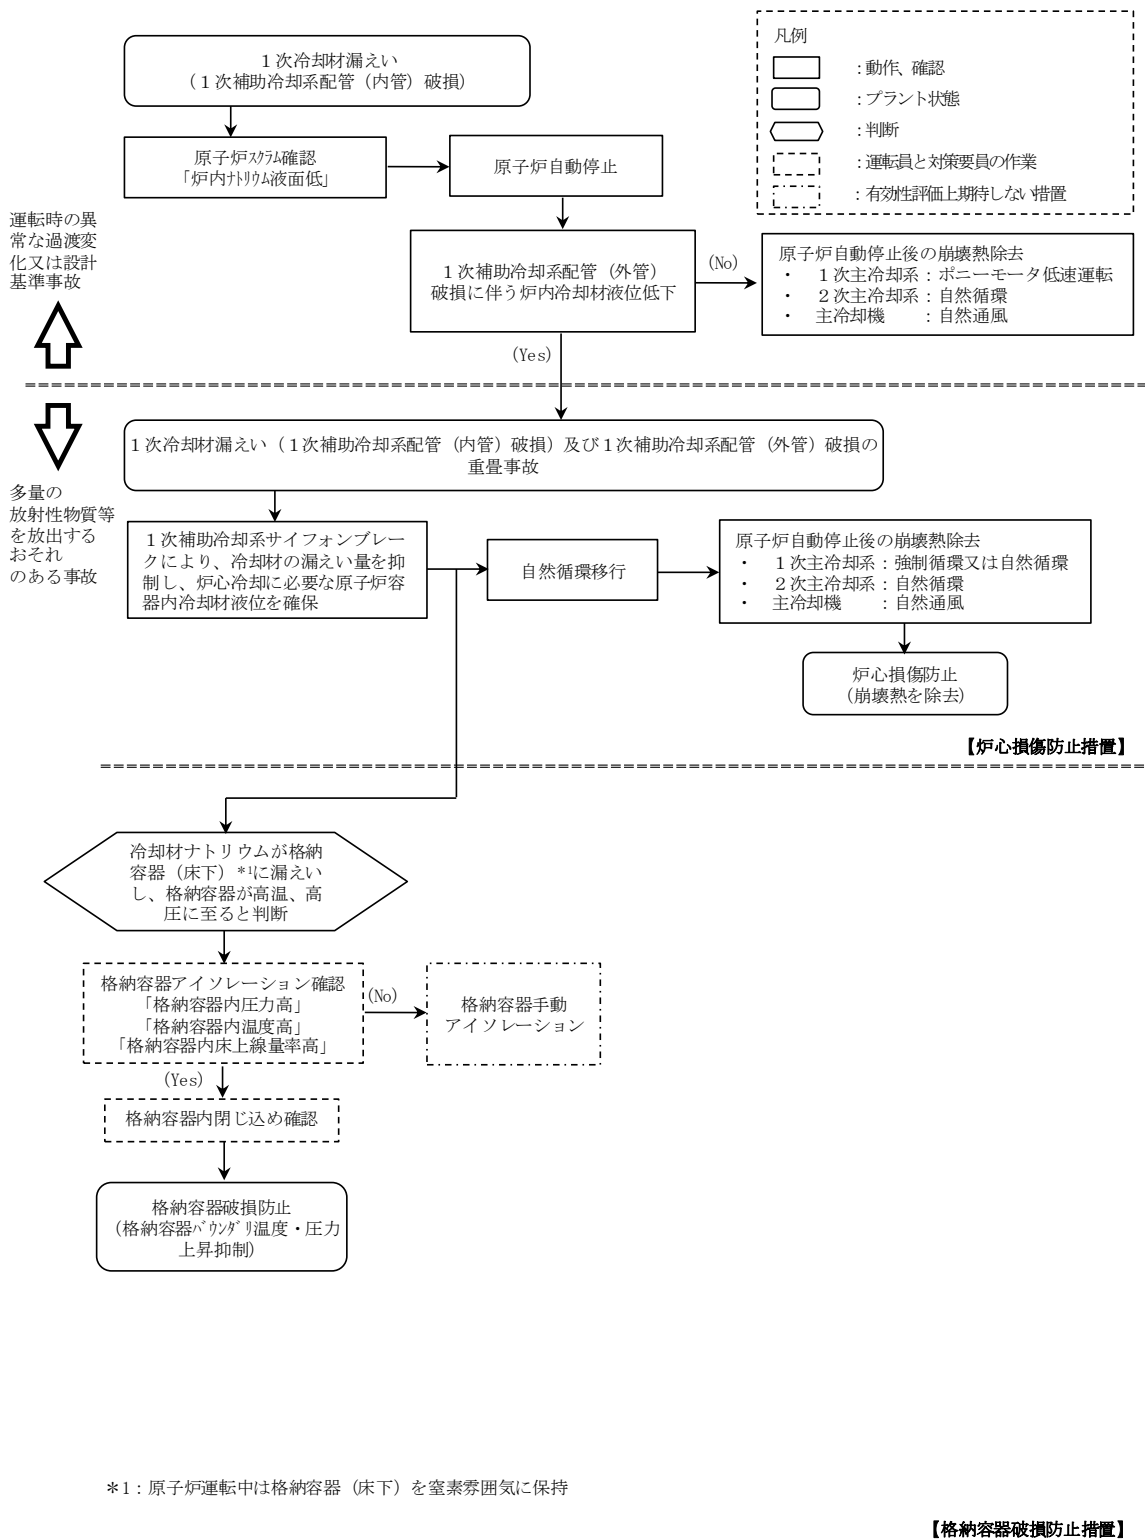 凡例
：動作、確認
：プラント状態
：判断
：運転員と対策要員の作業
：有効性評価上期待しない措置
１次冷却材漏えい
（１次補助冷却系配管（内管）破損）
原子炉ｽｸﾗﾑ確認
「炉内ﾅﾄﾘｳﾑ液面低」
原子炉自動停止
運転時の異
常な過渡変
化又は設計
基準事故
１次補助冷却系配管（外管）
破損に伴う炉内冷却材液位低下
(No)
原子炉自動停止後の崩壊熱除去
・　１次主冷却系：ポニーモータ低速運転
・　２次主冷却系：自然循環
・　主冷却機　　：自然通風
(Yes)
１次冷却材漏えい（１次補助冷却系配管（内管）破損）及び１次補助冷却系配管（外管）破損の
重畳事故
多量の
放射性物質等
を放出する
おそれ
のある事故
１次補助冷却系サイフォンブレー
クにより、冷却材の漏えい量を抑
制し、炉心冷却に必要な原子炉容
器内冷却材液位を確保
自然循環移行
原子炉自動停止後の崩壊熱除去
・　１次主冷却系：強制循環又は自然循環
・　２次主冷却系：自然循環
・　主冷却機　　：自然通風
炉心損傷防止
（崩壊熱を除去）
【炉心損傷防止措置】
冷却材ナトリウムが格納
容器（床下）*1に漏えい
し、格納容器が高温、高
圧に至ると判断
格納容器アイソレーション確認
「格納容器内圧力高」
「格納容器内温度高」
「格納容器内床上線量率高」
(No)
格納容器手動
アイソレーション
(Yes)
格納容器内閉じ込め確認
格納容器破損防止
（格納容器ﾊﾞｳﾝﾀﾞﾘ温度・圧力
上昇抑制）
＊1：原子炉運転中は格納容器（床下）を窒素雰囲気に保持
【格納容器破損防止措置】